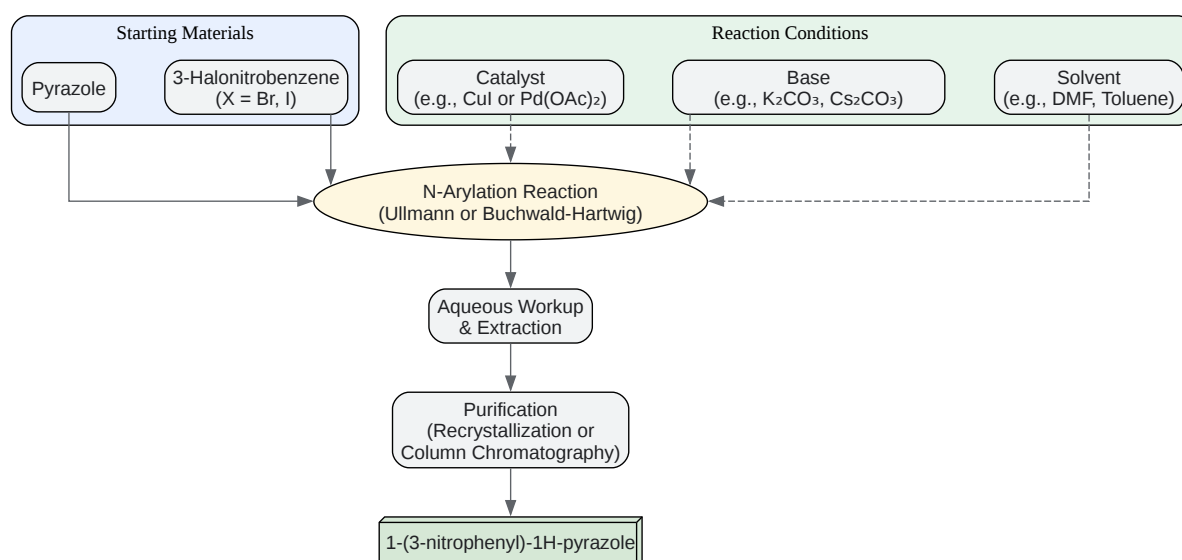 Starting Materials
Reaction Conditions
Pyrazole
3-Halonitrobenzene
(X = Br, I)
Catalyst
(e.g., CuI or Pd(OAc)₂)
Base
(e.g., K₂CO₃, Cs₂CO₃)
Solvent
(e.g., DMF, Toluene)
N-Arylation Reaction
(Ullmann or Buchwald-Hartwig)
Aqueous Workup
& Extraction
Purification
(Recrystallization or
Column Chromatography)
1-(3-nitrophenyl)-1H-pyrazole